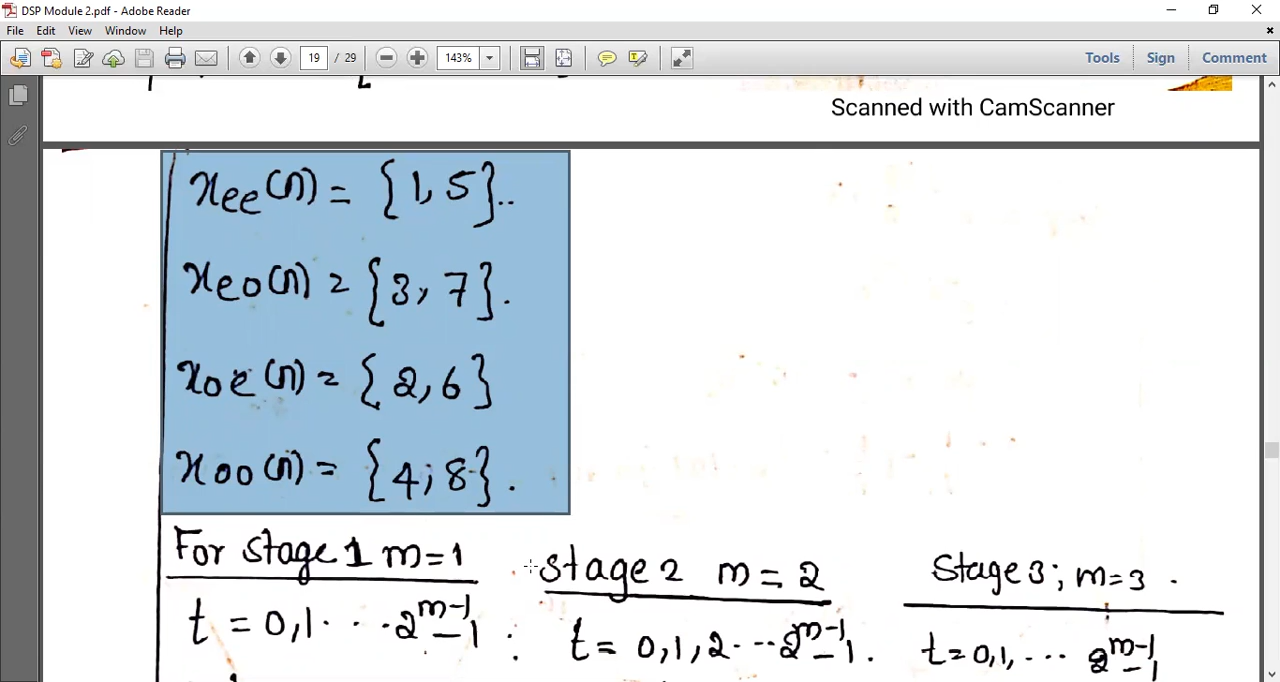 DSP Module 2.pdf - Adobe Reader
File Edit View Window Help
19 / 29 143% Tools Sign Comment
Scanned with CamScanner
xee(n) = {1, 5}..
xeo(n) = {3, 7}.
xoe(n) = {2, 6}
xoo(n) = {4, 8}.
For stage 1 m=1
t = 0,1 ... 2^{m-1}-1 :
stage 2 m = 2
t = 0,1,2... 2^{m-1}-1.
Stage 3; m=3 .
t=0,1, ... 2^{m-1}-1